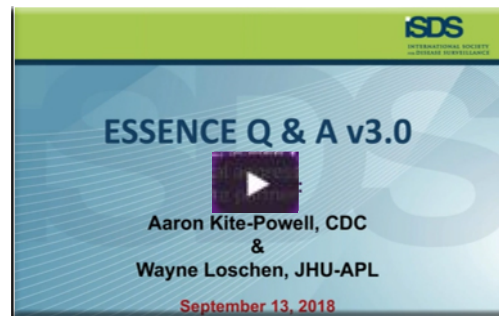 iSDS
INTERNATIONAL SOCIETY
FOR DISEASE SURVEILLANCE
ESSENCE Q & A v3.0
Aaron Kite-Powell, CDC
&
Wayne Loschen, JHU-APL
September 13, 2018